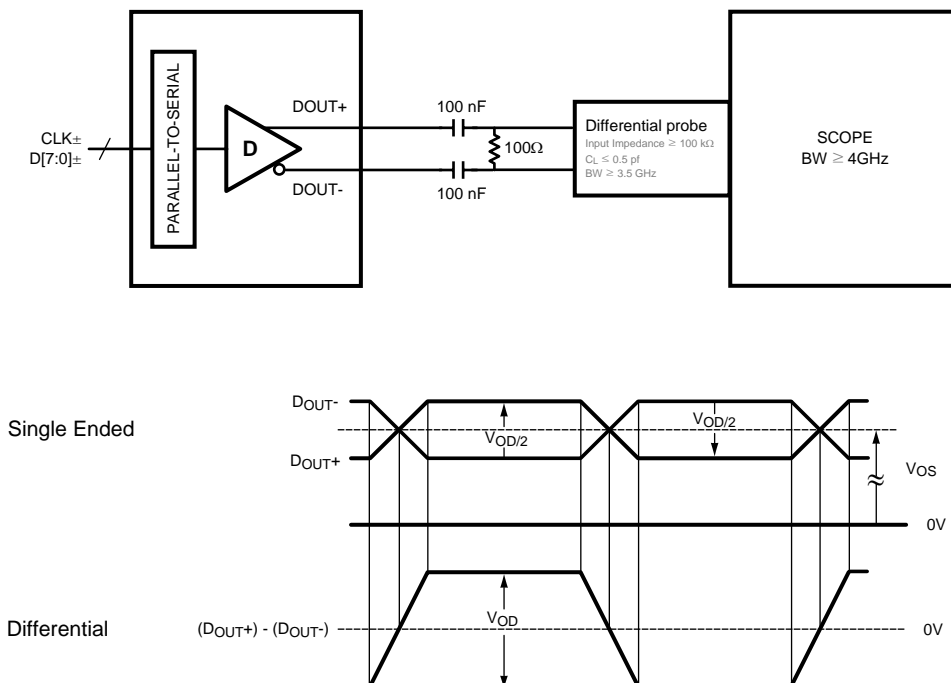 CLK±
D[7:0]±
PARALLEL-TO-SERIAL
D
DOUT+
DOUT-
100 nF
100 nF
100Ω
Differential probe
Input Impedance ≥ 100 kΩ
CL ≤ 0.5 pf
BW ≥ 3.5 GHz
SCOPE
BW ≥ 4GHz
Single Ended
DOUT-
DOUT+
VOD/2
VOD/2
VOS
0V
Differential
(DOUT+) - (DOUT-)
VOD
0V